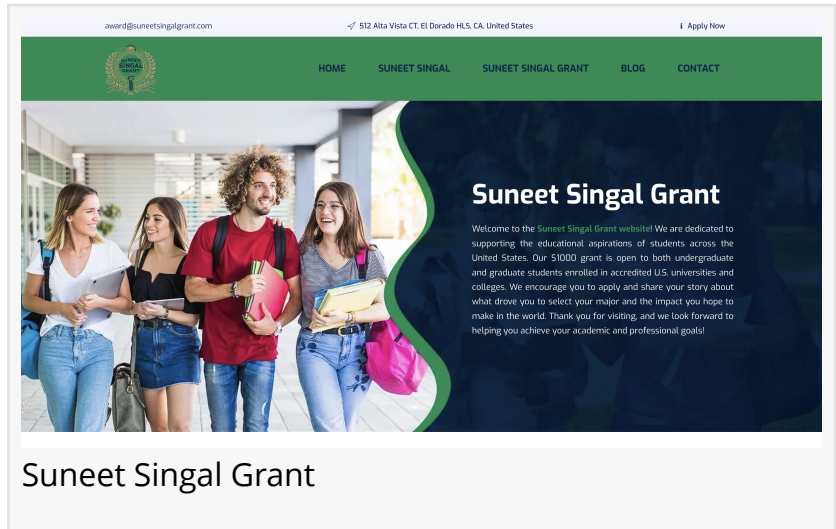 award@suneetsingalgrant.com
512 Alta Vista CT, El Dorado HLS, CA, United States
Apply Now
SUNEET
SINGAL
GRANT
HOME
SUNEET SINGAL
SUNEET SINGAL GRANT
BLOG
CONTACT
Suneet Singal Grant
Welcome to the Suneet Singal Grant website! We are dedicated to
supporting the educational aspirations of students across the
United States. Our $1000 grant is open to both undergraduate
and graduate students enrolled in accredited U.S. universities and
colleges. We encourage you to apply and share your story about
what drove you to select your major and the impact you hope to
make in the world. Thank you for visiting, and we look forward to
helping you achieve your academic and professional goals!
Suneet Singal Grant